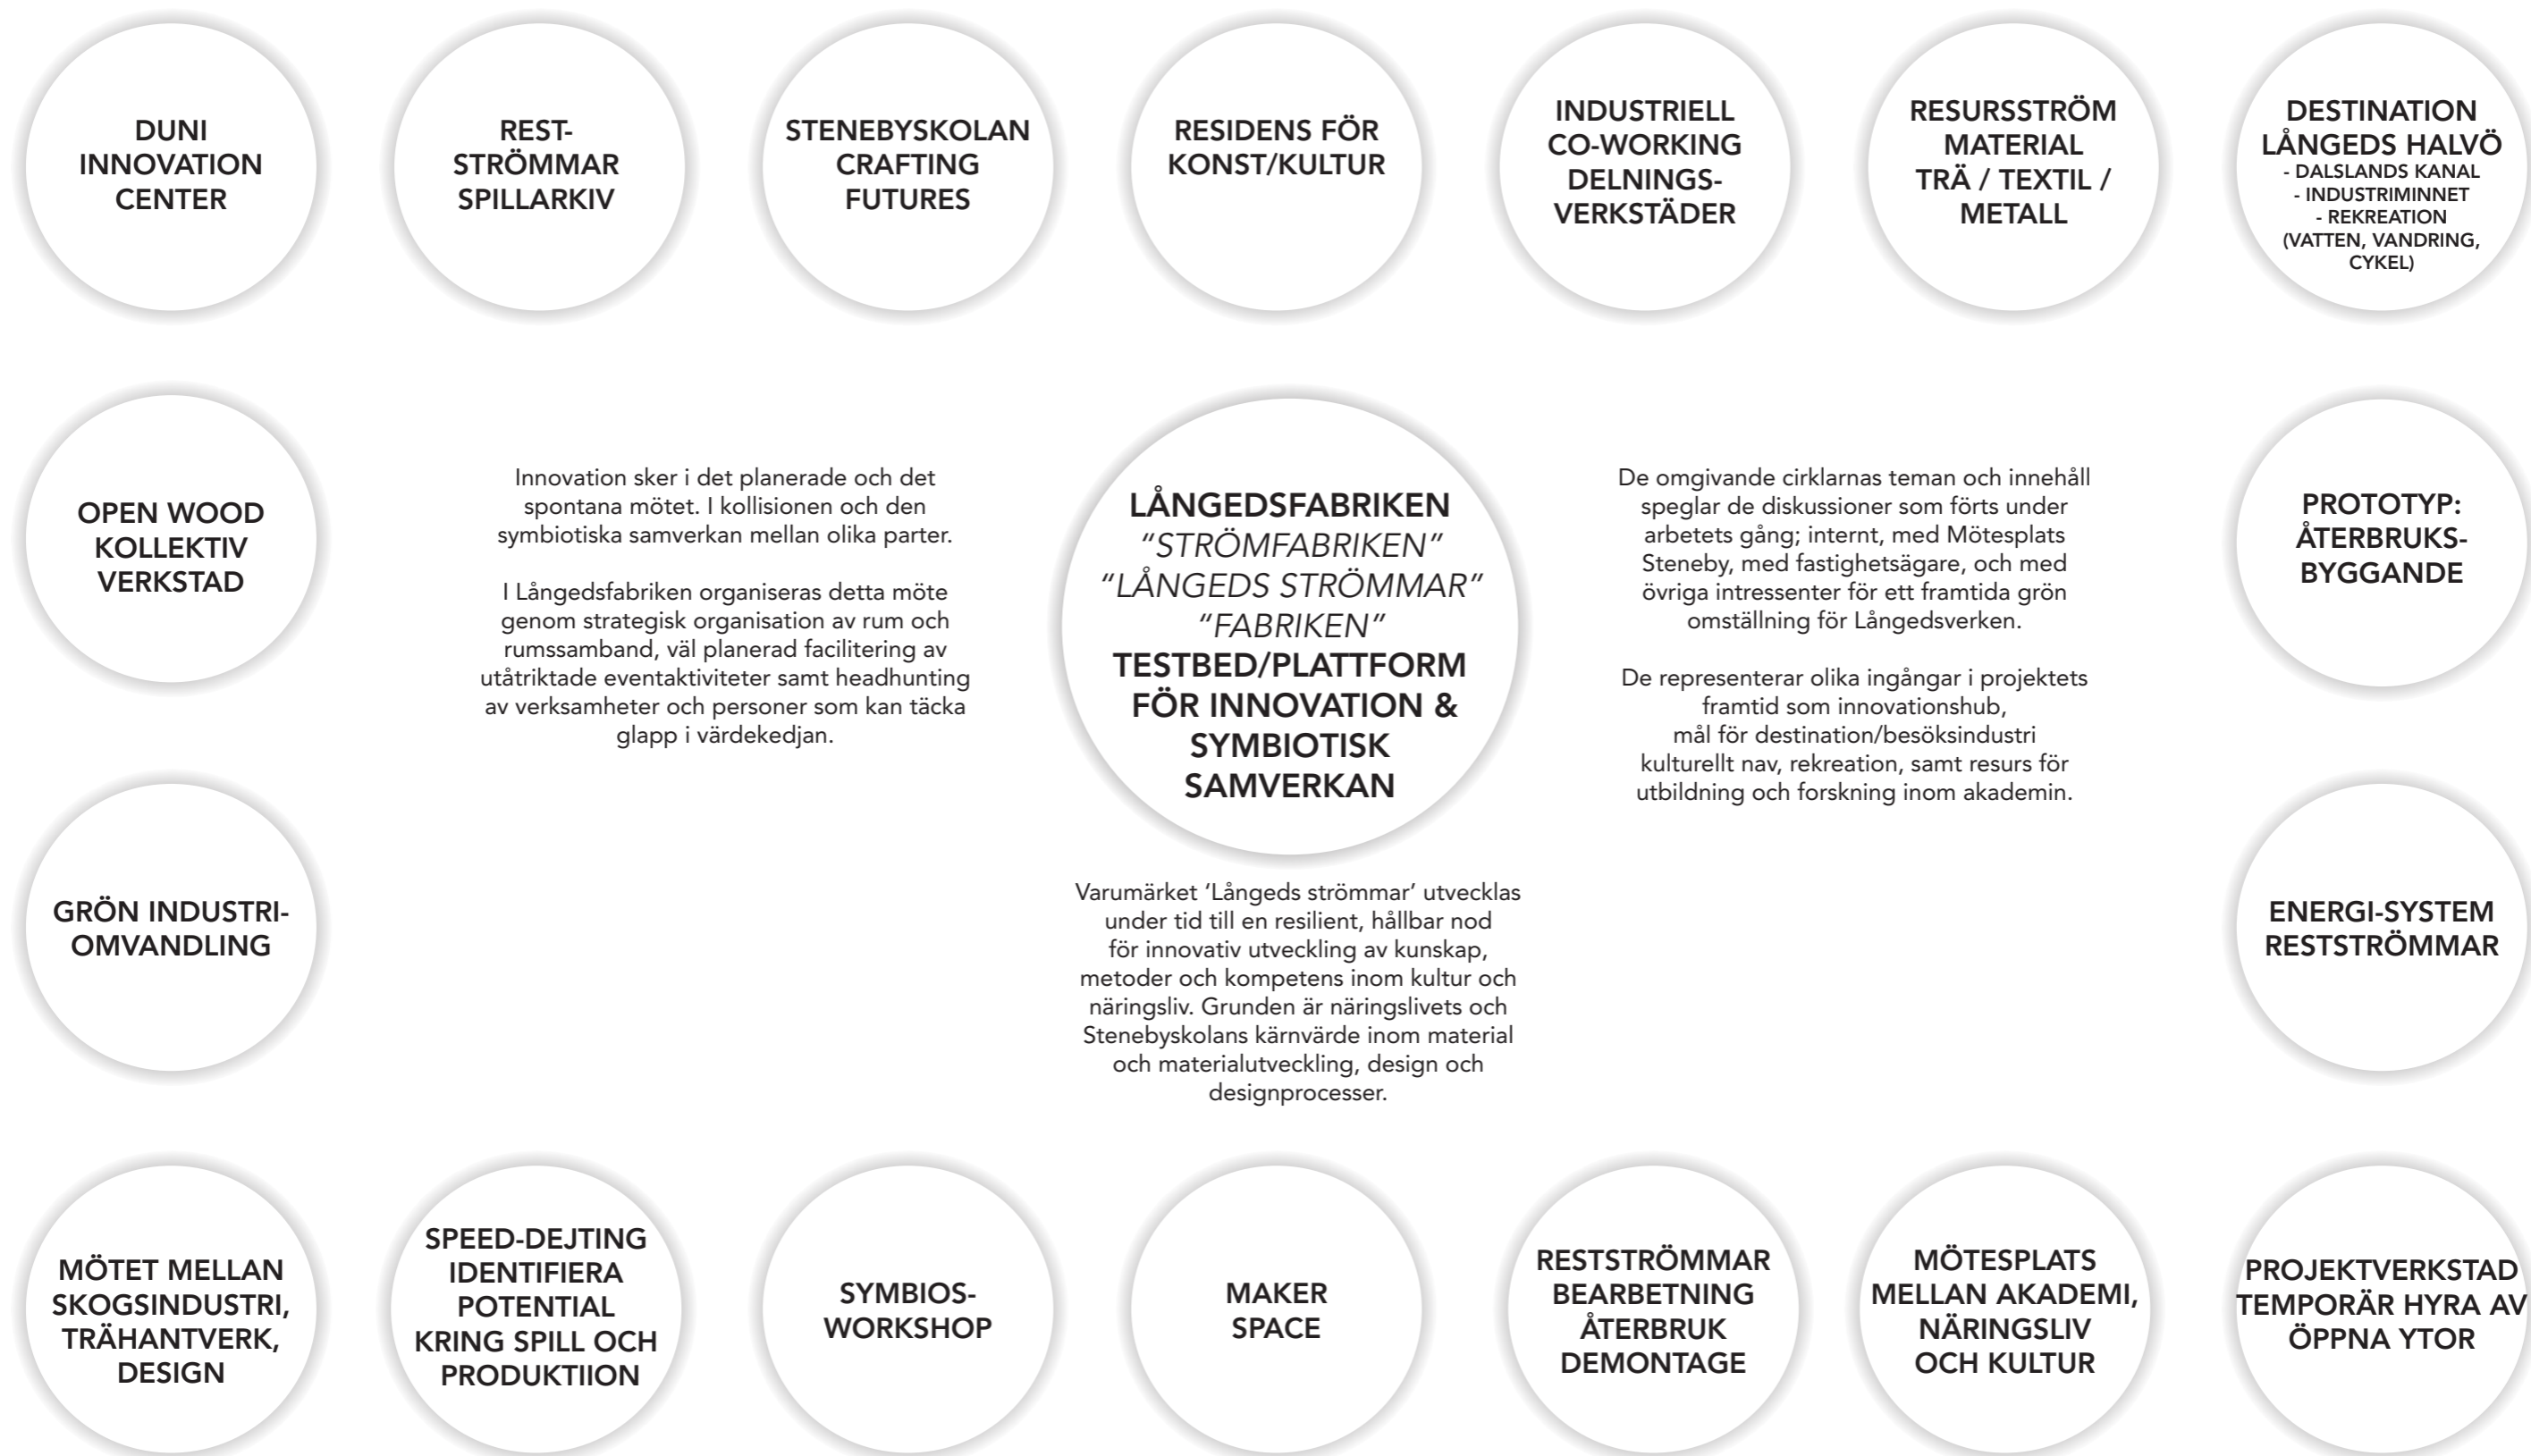 DUNI
INNOVATION
CENTER
REST-
STRÖMMAR
SPILLARKIV
STENEBYSKOLAN
CRAFTING
FUTURES
RESIDENS FÖR
KONST/KULTUR
INDUSTRIELL
CO-WORKING
DELNINGS-
VERKSTÄDER
RESURSSTRÖM
MATERIAL
TRÄ / TEXTIL /
METALL
DESTINATION
LÅNGEDS HALVÖ
- DALSLANDS KANAL
- INDUSTRIMINNET
- REKREATION
(VATTEN, VANDRING,
CYKEL)
OPEN WOOD
KOLLEKTIV
VERKSTAD
Innovation sker i det planerade och det
spontana mötet. I kollisionen och den
symbiotiska samverkan mellan olika parter.
I Långedsfabriken organiseras detta möte
genom strategisk organisation av rum och
rumssamband, väl planerad facilitering av
utåtriktade eventaktiviteter samt headhunting
av verksamheter och personer som kan täcka
glapp i värdekedjan.
LÅNGEDSFABRIKEN
"STRÖMFABRIKEN"
"LÅNGEDS STRÖMMAR"
"FABRIKEN"
TESTBED/PLATTFORM
FÖR INNOVATION &
SYMBIOTISK
SAMVERKAN
De omgivande cirklarnas teman och innehåll
speglar de diskussioner som förts under
arbetets gång; internt, med Mötesplats
Steneby, med fastighetsägare, och med
övriga intressenter för ett framtida grön
omställning för Långedsverken.
De representerar olika ingångar i projektets
framtid som innovationshub,
mål för destination/besöksindustri
kulturellt nav, rekreation, samt resurs för
utbildning och forskning inom akademin.
PROTOTYP:
ÅTERBRUKS-
BYGGANDE
GRÖN INDUSTRI-
OMVANDLING
Varumärket ‘Långeds strömmar’ utvecklas
under tid till en resilient, hållbar nod
för innovativ utveckling av kunskap,
metoder och kompetens inom kultur och
näringsliv. Grunden är näringslivets och
Stenebyskolans kärnvärde inom material
och materialutveckling, design och
designprocesser.
ENERGI-SYSTEM
RESTSTRÖMMAR
MÖTET MELLAN
SKOGSINDUSTRI,
TRÄHANTVERK,
DESIGN
SPEED-DEJTING
IDENTIFIERA
POTENTIAL
KRING SPILL OCH
PRODUKTIION
SYMBIOS-
WORKSHOP
MAKER
SPACE
RESTSTRÖMMAR
BEARBETNING
ÅTERBRUK
DEMONTAGE
MÖTESPLATS
MELLAN AKADEMI,
NÄRINGSLIV
OCH KULTUR
PROJEKTVERKSTAD
TEMPORÄR HYRA AV
ÖPPNA YTOR